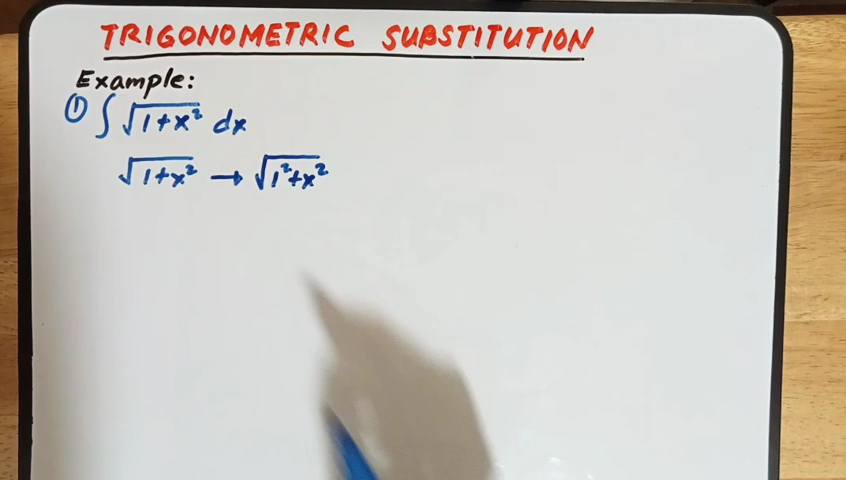 TRIGONOMETRIC SUBSTITUTION
Example:
① ∫ √(1+x²) dx
√(1+x²) → √(1²+x²)